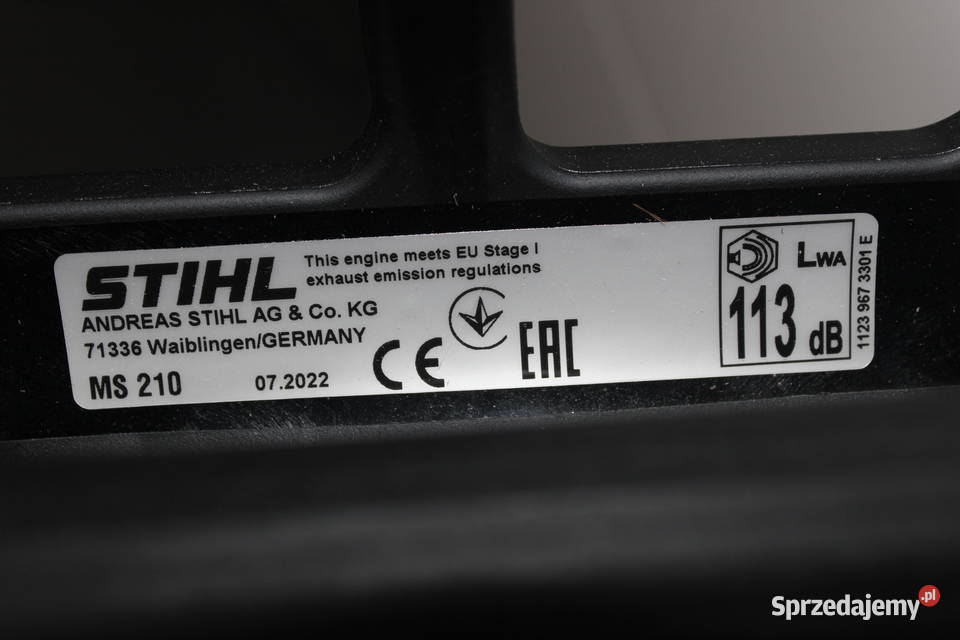 STIHL
This engine meets EU Stage I
exhaust emission regulations
ANDREAS STIHL AG & Co. KG
71336 Waiblingen/GERMANY
MS 210
07.2022
CE
EAC
LWA
113 dB
1123 967 3301 E
Sprzedajemy.pl